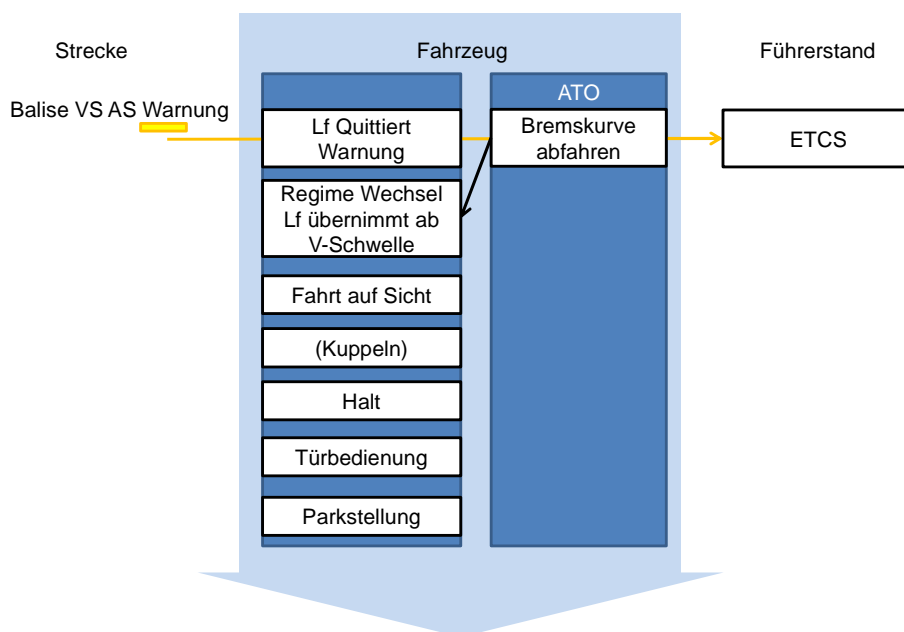 Strecke
Fahrzeug
Führerstand
ATO
Balise VS AS Warnung
Lf Quittiert
Warnung
Bremskurve
abfahren
ETCS
Regime Wechsel
Lf übernimmt ab
V-Schwelle
Fahrt auf Sicht
(Kuppeln)
Halt
Türbedienung
Parkstellung